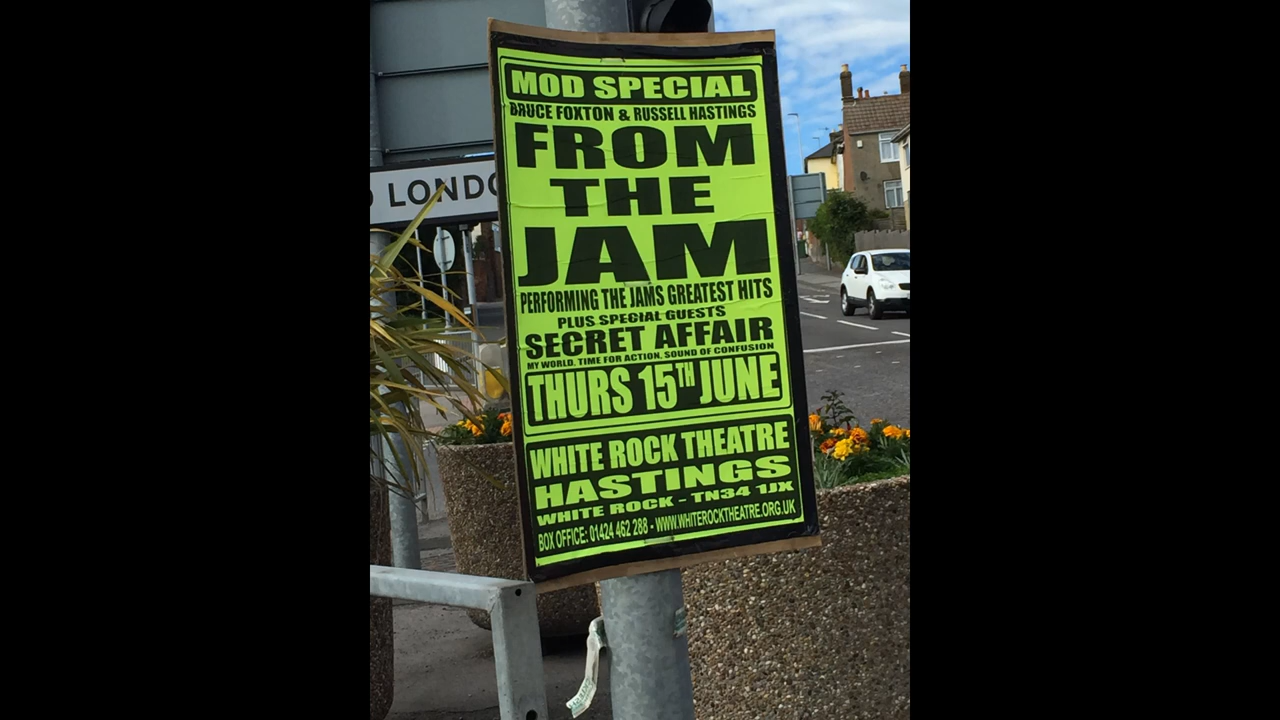 MOD SPECIAL
BRUCE FOXTON & RUSSELL HASTINGS
FROM
THE
JAM
PERFORMING THE JAMS GREATEST HITS
PLUS SPECIAL GUESTS
SECRET AFFAIR
MY WORLD, TIME FOR ACTION, SOUND OF CONFUSION
THURS 15TH JUNE
WHITE ROCK THEATRE
HASTINGS
WHITE ROCK - TN34 1JX
BOX OFFICE: 01424 462 288 - WWW.WHITEROCKTHEATRE.ORG.UK
LONDO